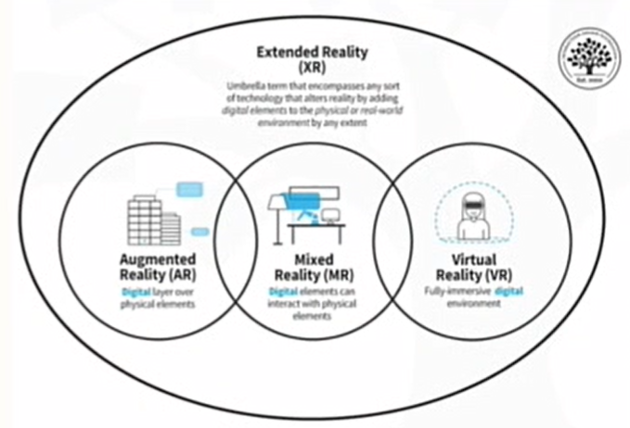 Extended Reality
(XR)
Umbrella term that encompasses any sort
of technology that alters reality by adding
digital elements to the physical or real-world
environment by any extent
Augmented
Reality (AR)
Digital layer over
physical elements
Mixed
Reality (MR)
Digital elements can
interact with physical
elements
Virtual
Reality (VR)
Fully-immersive digital
environment
Est. 2002